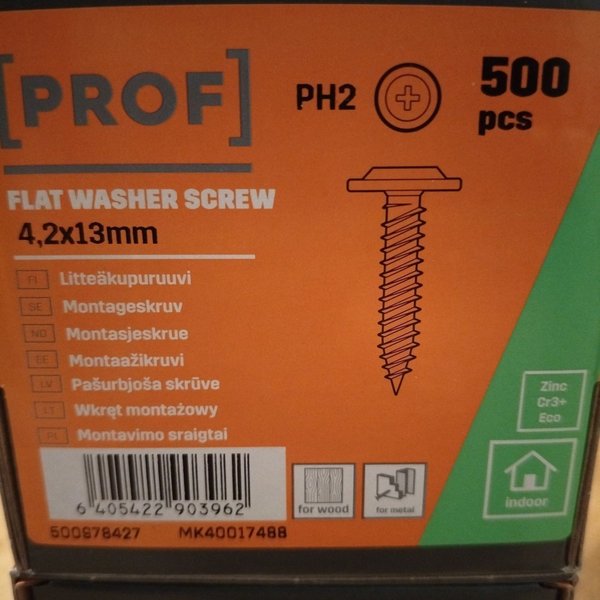 [PROF]
PH2
500
pcs
FLAT WASHER SCREW
4,2x13mm
FI Litteäkupuruuvi
SE Montageskruv
NO Montasjeskrue
EE Montaažikruvi
LV Pašurbjoša skrūve
LT Wkręt montażowy
PL Montavimo sraigtai
Zinc
Cr3+
Eco
for wood
for metal
indoor
6 405422 903962
500978427 MK40017488